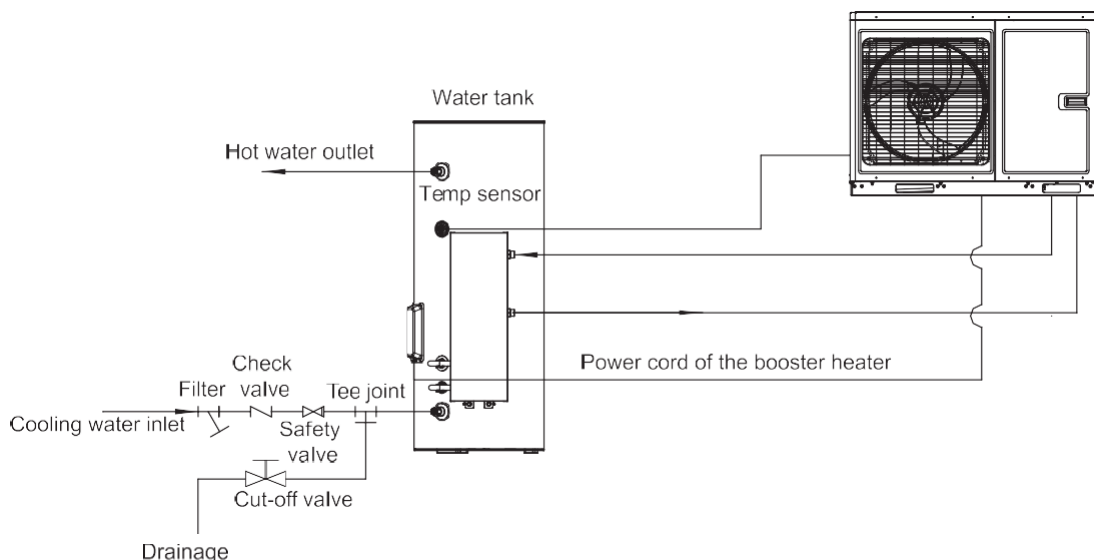 Water tank
Hot water outlet
Temp sensor
Power cord of the booster heater
Check
valve
Filter
Tee joint
Cooling water inlet
Safety
valve
Cut-off valve
Drainage